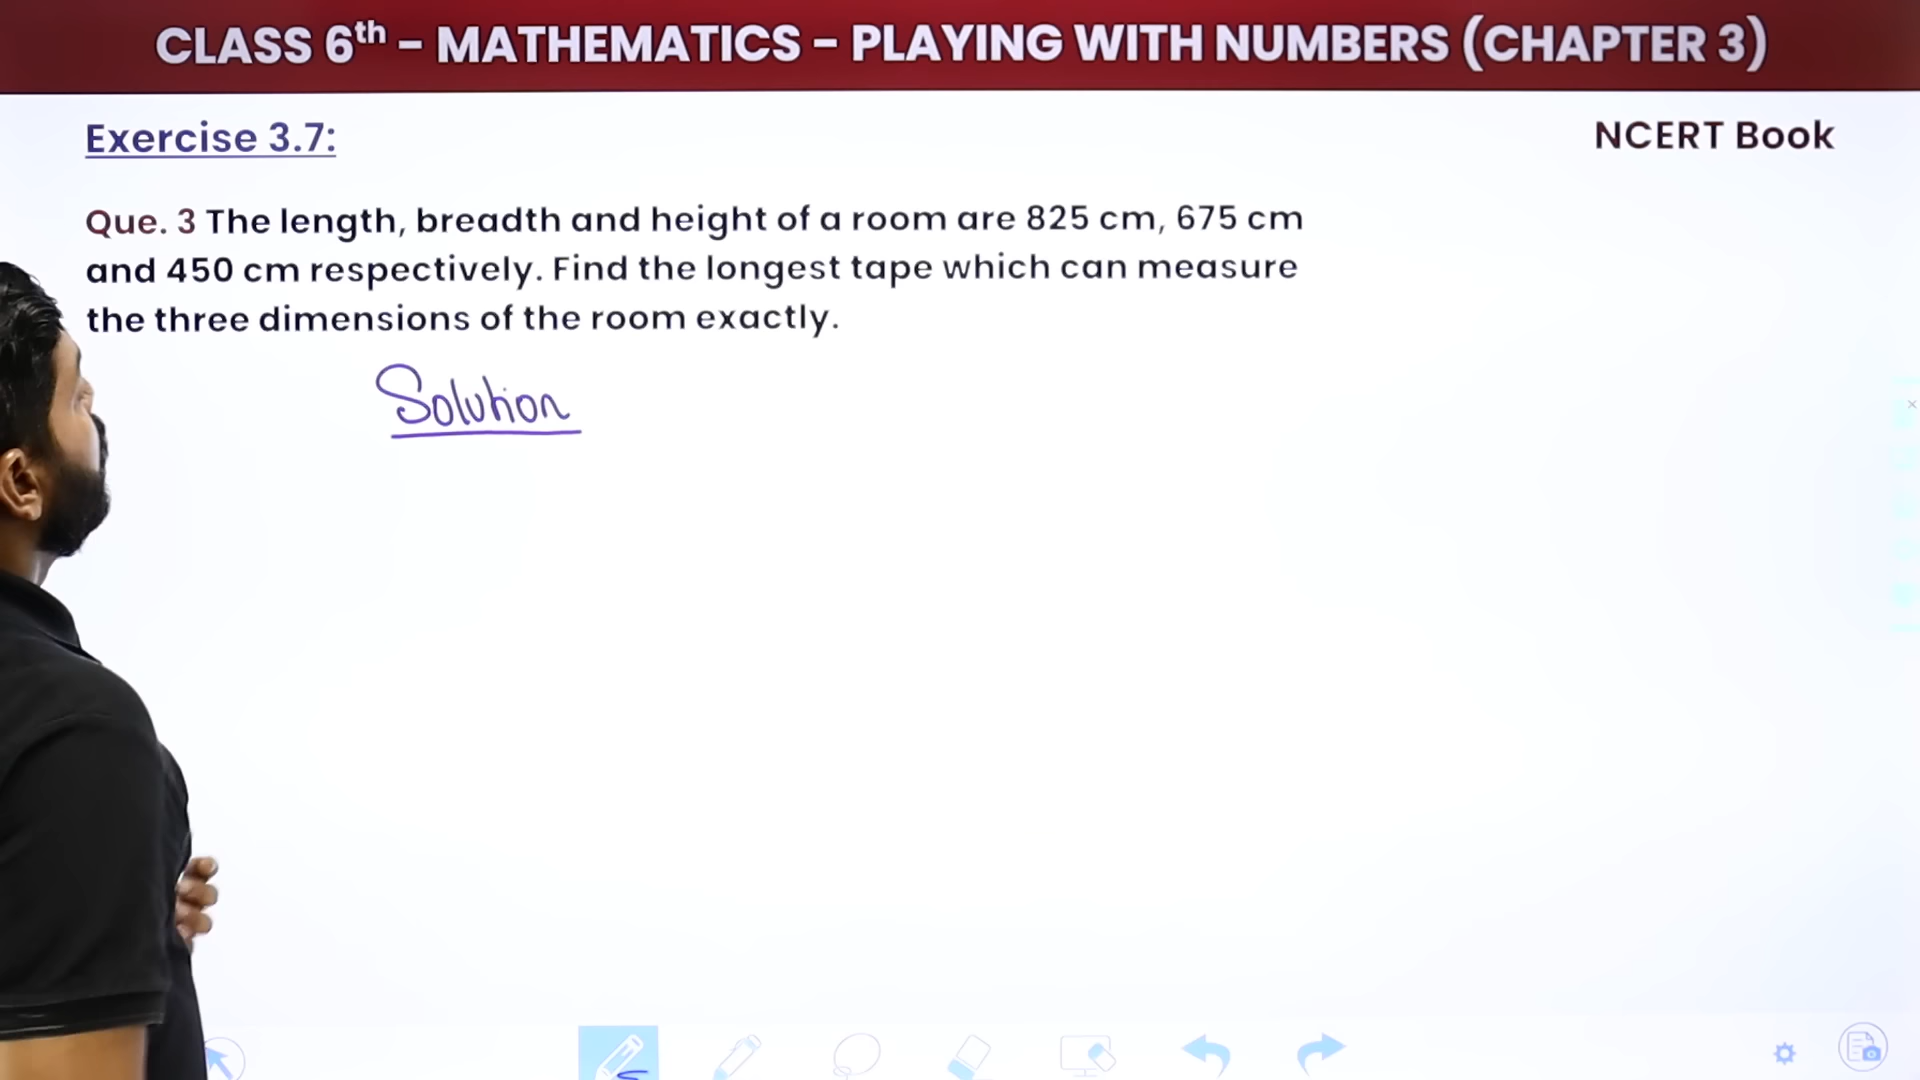 CLASS 6th – MATHEMATICS – PLAYING WITH NUMBERS (CHAPTER 3)
Exercise 3.7:
NCERT Book
Que. 3 The length, breadth and height of a room are 825 cm, 675 cm
and 450 cm respectively. Find the longest tape which can measure
the three dimensions of the room exactly.
Solution